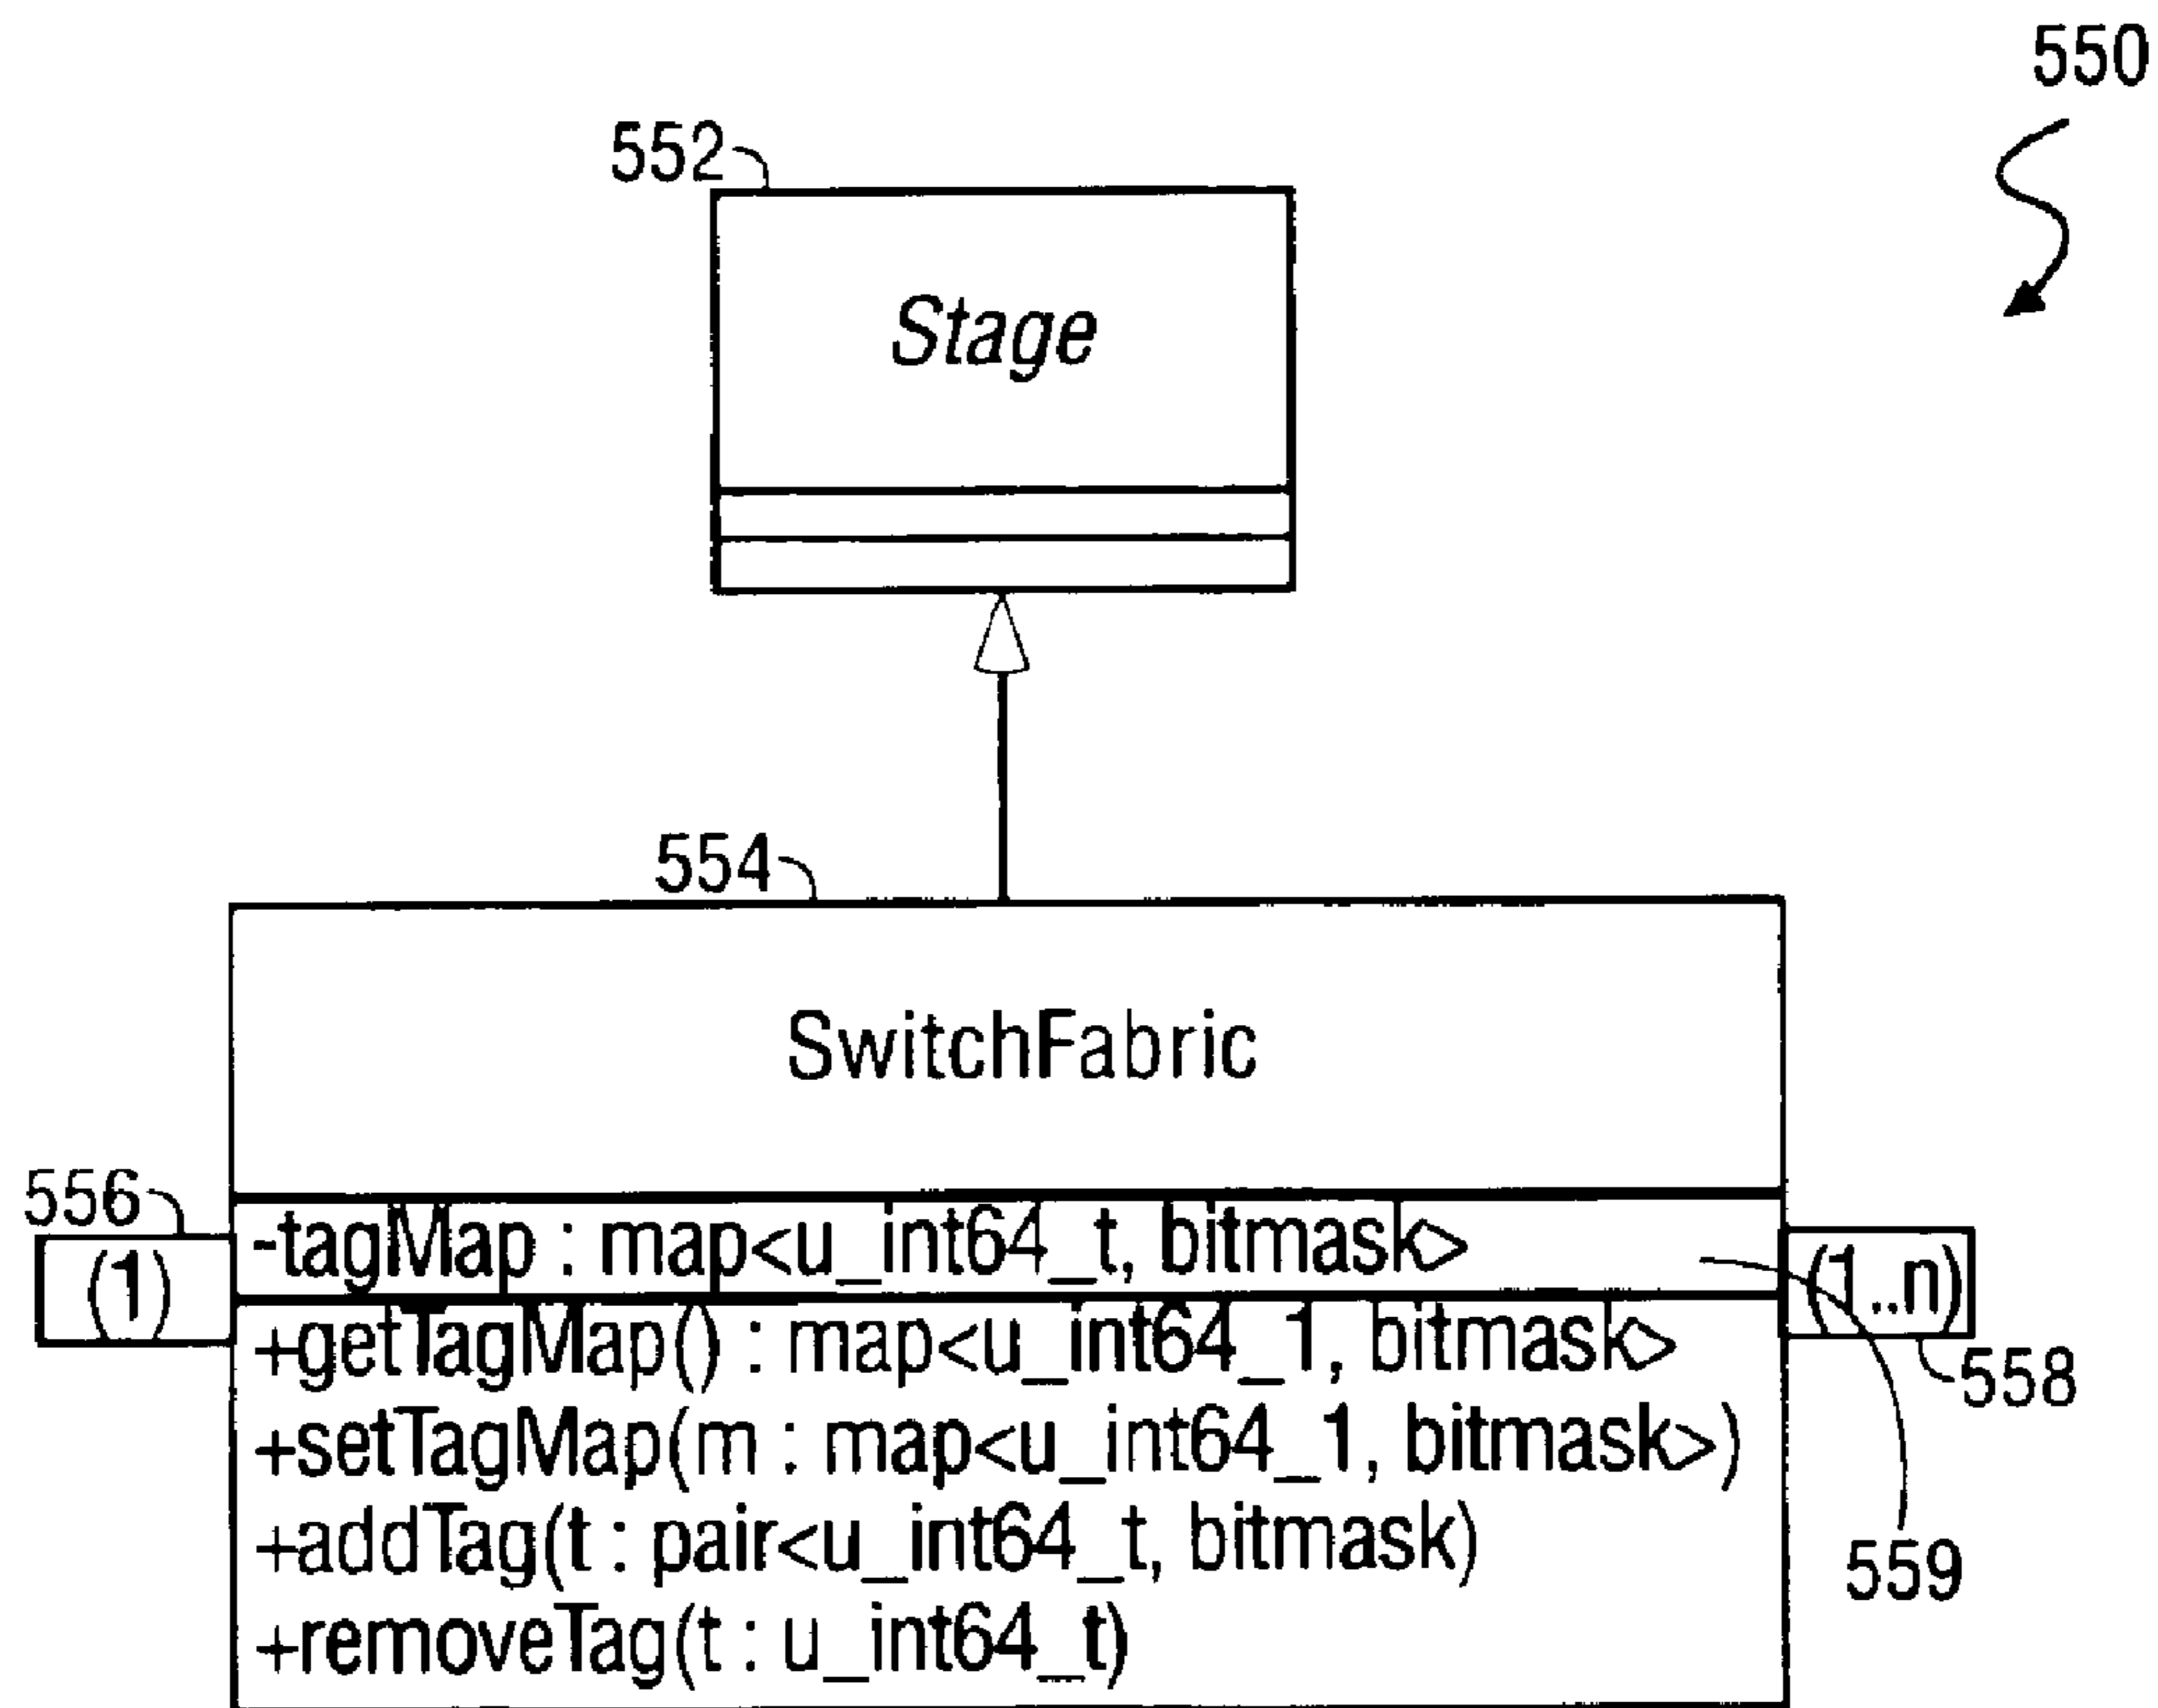 550
552
Stage
554
SwitchFabric
556
(1)
-tagMap : map<u_int64_t, bitmask>
(1..n)
+getTagMap() : map<u_int64_1, bitmask>
558
+setTagMap(m : map<u_int64_1, bitmask>)
+addTag(t : pair<u_int64_t, bitmask)
559
+removeTag(t : u_int64_t)